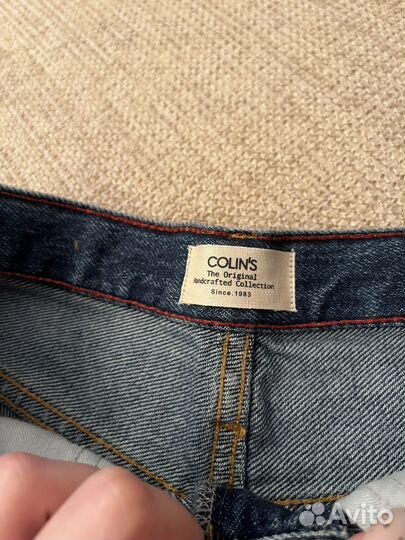 COLIN'S
The Original
Handcrafted Collection
Since.1983
Avito